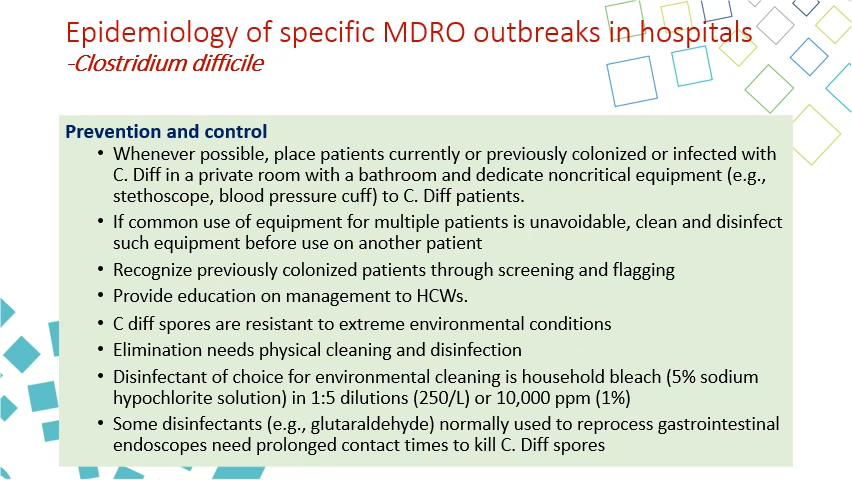 Epidemiology of specific MDRO outbreaks in hospitals
-Clostridium difficile
Prevention and control
• Whenever possible, place patients currently or previously colonized or infected with
C. Diff in a private room with a bathroom and dedicate noncritical equipment (e.g.,
stethoscope, blood pressure cuff) to C. Diff patients.
• If common use of equipment for multiple patients is unavoidable, clean and disinfect
such equipment before use on another patient
• Recognize previously colonized patients through screening and flagging
• Provide education on management to HCWs.
• C diff spores are resistant to extreme environmental conditions
• Elimination needs physical cleaning and disinfection
• Disinfectant of choice for environmental cleaning is household bleach (5% sodium
hypochlorite solution) in 1:5 dilutions (250/L) or 10,000 ppm (1%)
• Some disinfectants (e.g., glutaraldehyde) normally used to reprocess gastrointestinal
endoscopes need prolonged contact times to kill C. Diff spores